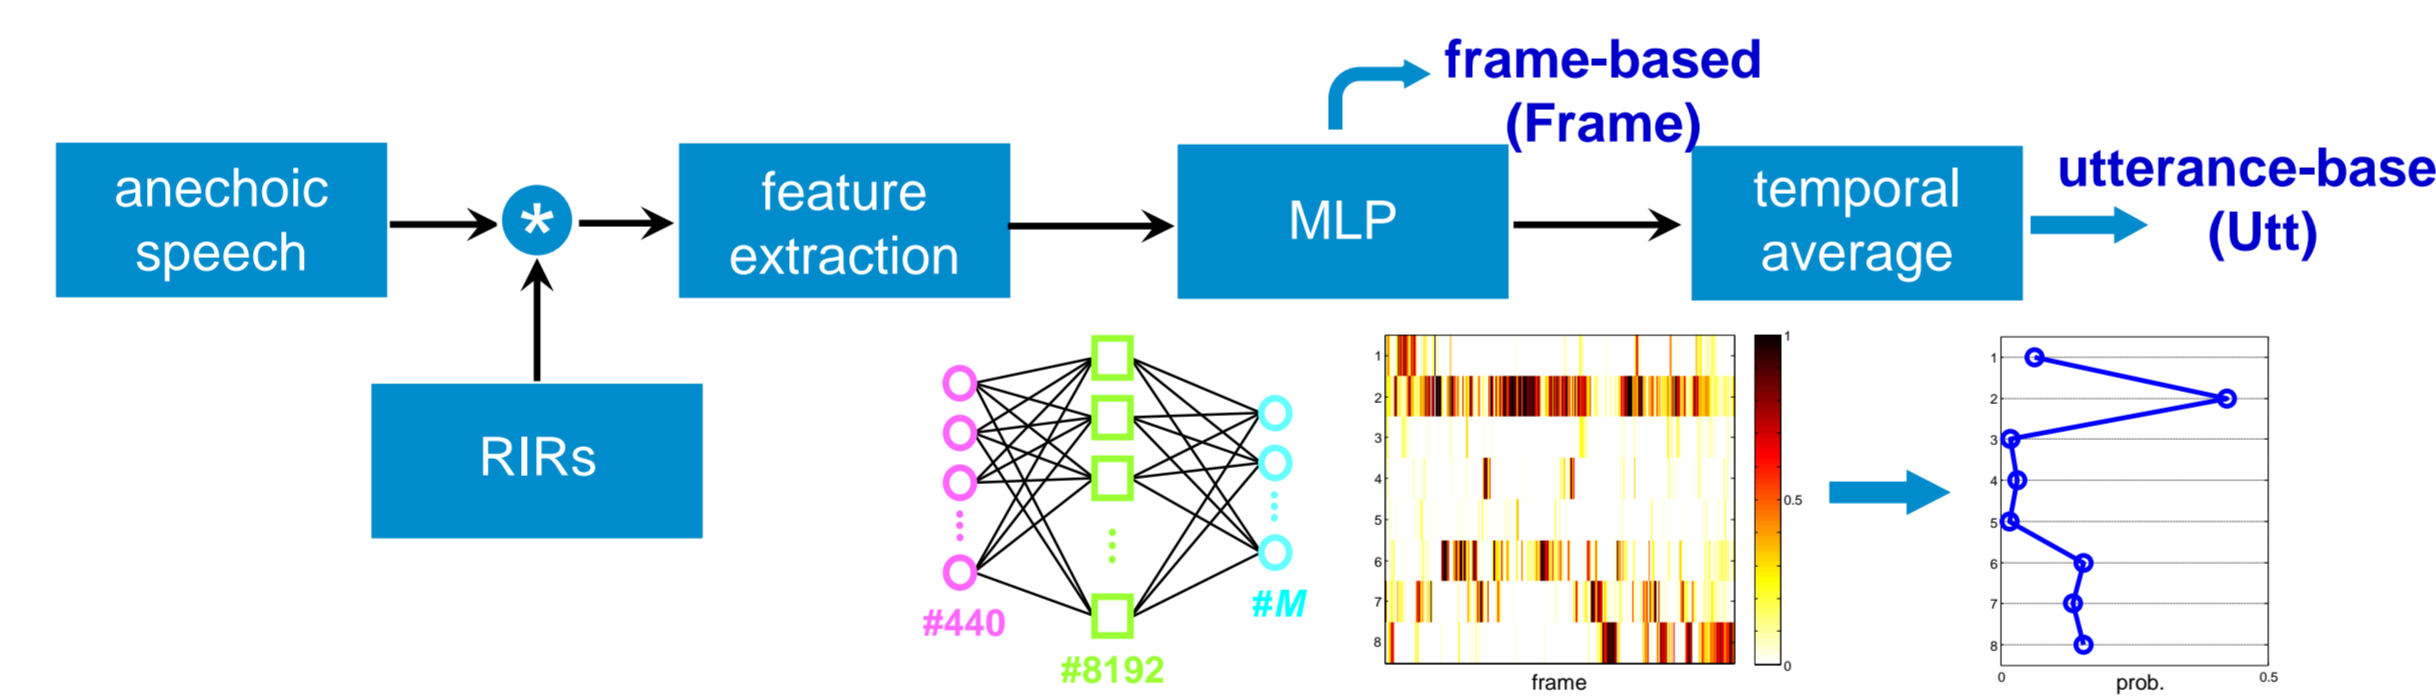 frame-based
(Frame)
anechoic
speech
*
feature
extraction
MLP
temporal
average
utterance-base
(Utt)
RIRs
#440
#8192
#M
1
2
3
4
5
6
7
8
frame
1
0.5
0
1
2
3
4
5
6
7
8
0
prob.
0.5